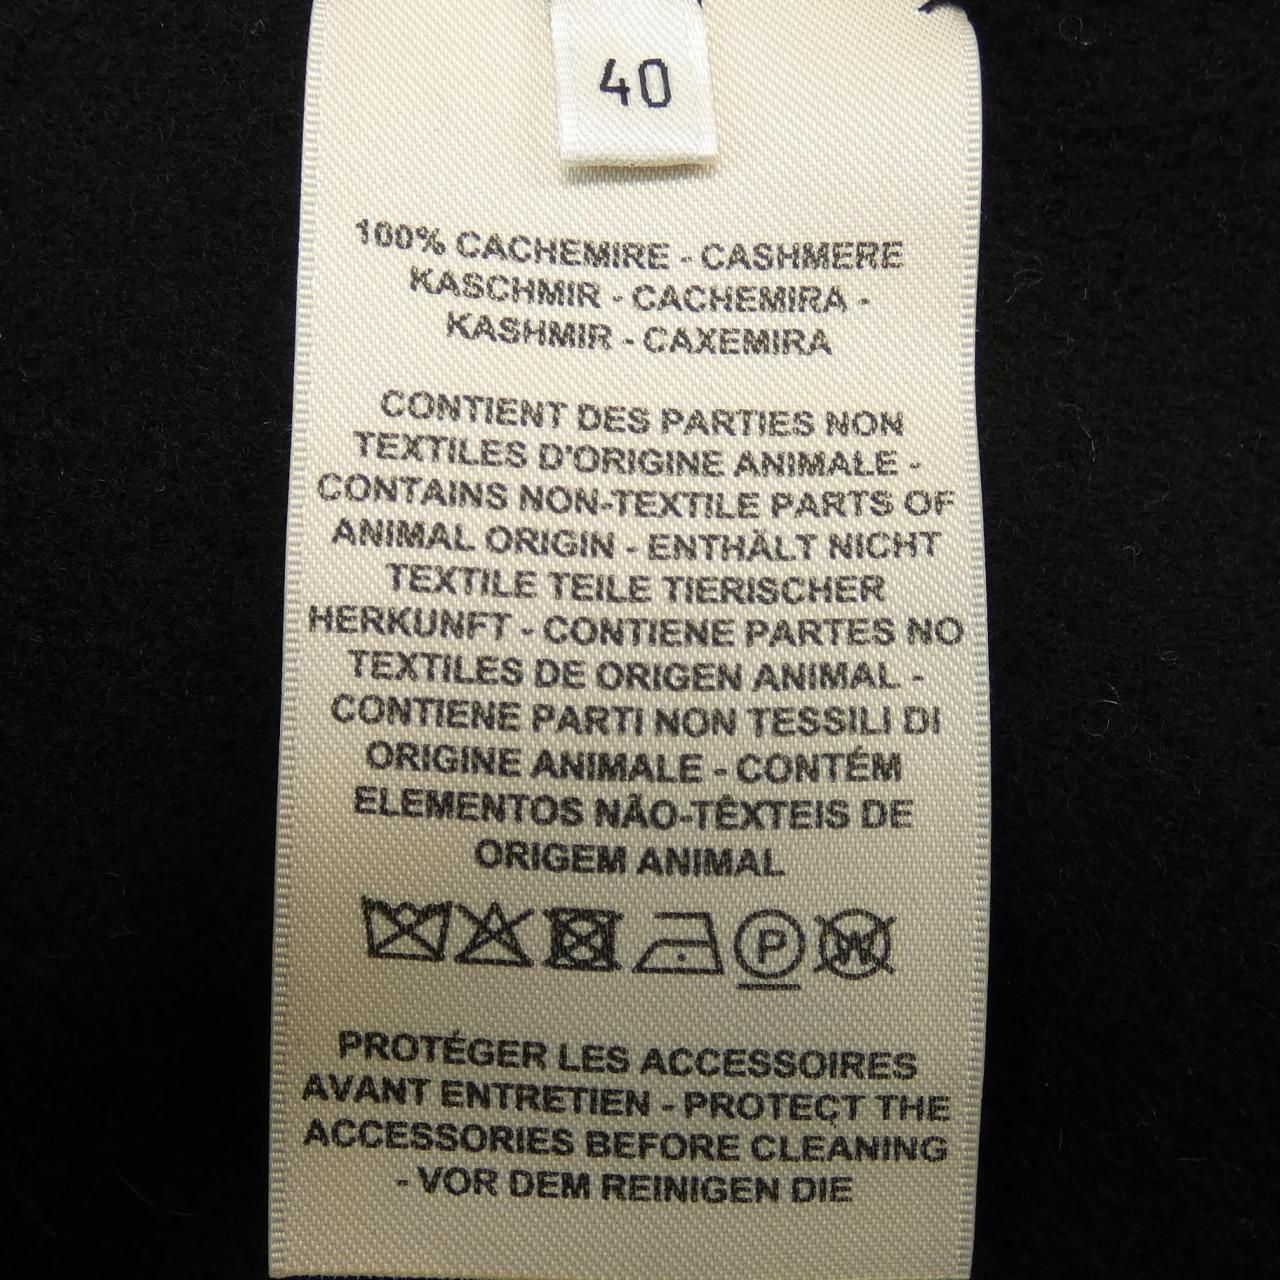 40
100% CACHEMIRE - CASHMERE
KASCHMIR - CACHEMIRA -
KASHMIR - CAXEMIRA
CONTIENT DES PARTIES NON
TEXTILES D'ORIGINE ANIMALE -
CONTAINS NON-TEXTILE PARTS OF
ANIMAL ORIGIN - ENTHÄLT NICHT
TEXTILE TEILE TIERISCHER
HERKUNFT - CONTIENE PARTES NO
TEXTILES DE ORIGEN ANIMAL -
CONTIENE PARTI NON TESSILI DI
ORIGINE ANIMALE - CONTÉM
ELEMENTOS NÃO-TÊXTEIS DE
ORIGEM ANIMAL
P W
PROTÉGER LES ACCESSOIRES
AVANT ENTRETIEN - PROTECT THE
ACCESSORIES BEFORE CLEANING
- VOR DEM REINIGEN DIE